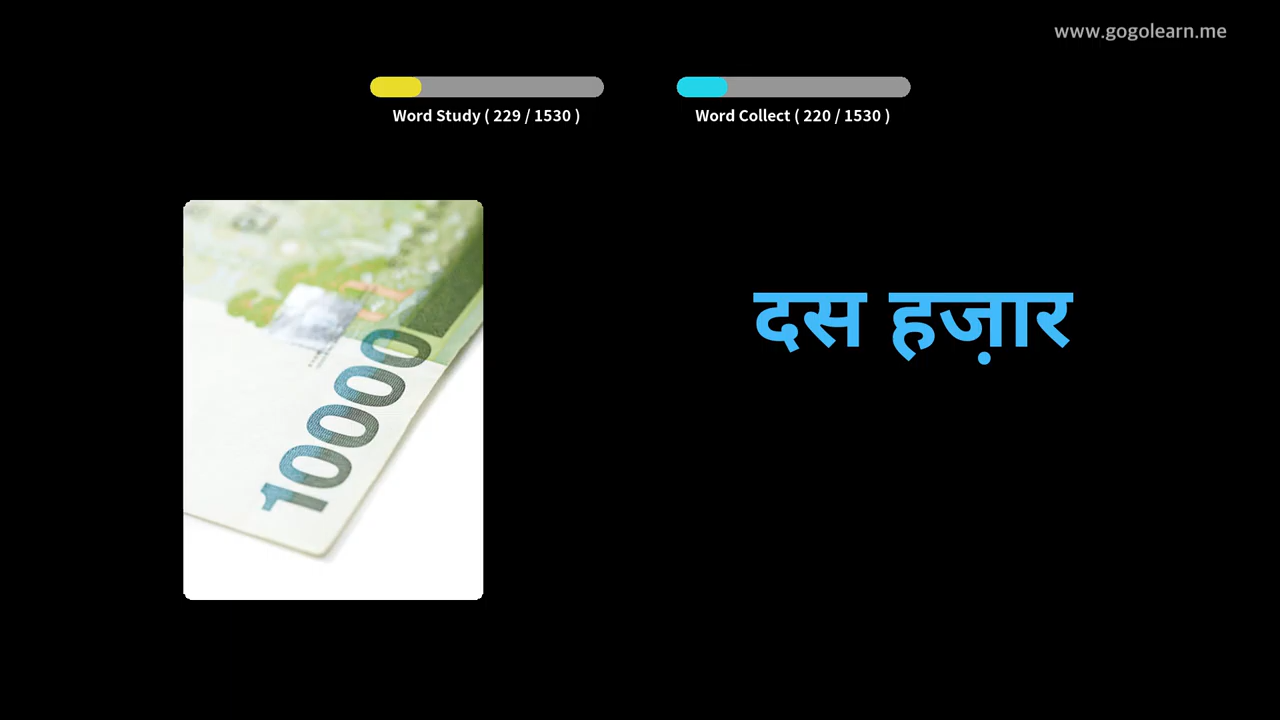 www.gogolearn.me
Word Study ( 229 / 1530 )
Word Collect ( 220 / 1530 )
दस हज़ार
10000